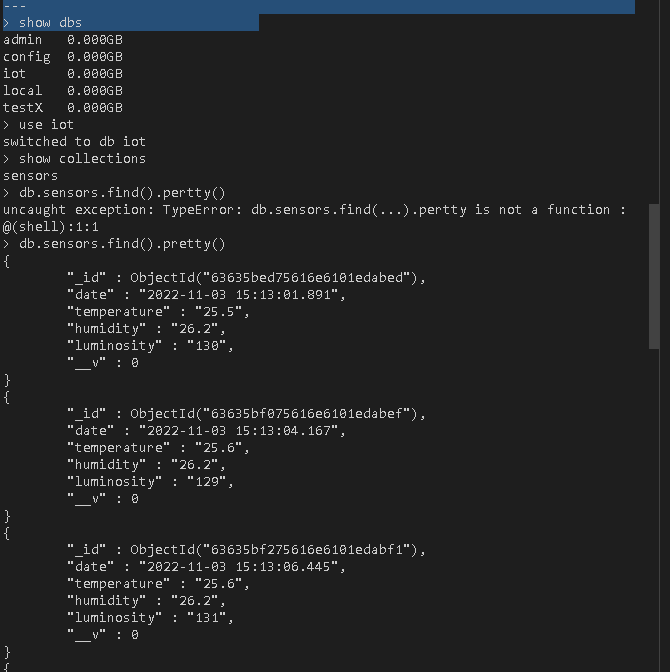 ---
> show dbs
admin   0.000GB
config  0.000GB
iot     0.000GB
local   0.000GB
testX   0.000GB
> use iot
switched to db iot
> show collections
sensors
> db.sensors.find().pertty()
uncaught exception: TypeError: db.sensors.find(...).pertty is not a function :
@(shell):1:1
> db.sensors.find().pretty()
{
        "_id" : ObjectId("63635bed75616e6101edabed"),
        "date" : "2022-11-03 15:13:01.891",
        "temperature" : "25.5",
        "humidity" : "26.2",
        "luminosity" : "130",
        "__v" : 0
}
{
        "_id" : ObjectId("63635bf075616e6101edabef"),
        "date" : "2022-11-03 15:13:04.167",
        "temperature" : "25.6",
        "humidity" : "26.2",
        "luminosity" : "129",
        "__v" : 0
}
{
        "_id" : ObjectId("63635bf275616e6101edabf1"),
        "date" : "2022-11-03 15:13:06.445",
        "temperature" : "25.6",
        "humidity" : "26.2",
        "luminosity" : "131",
        "__v" : 0
}
{